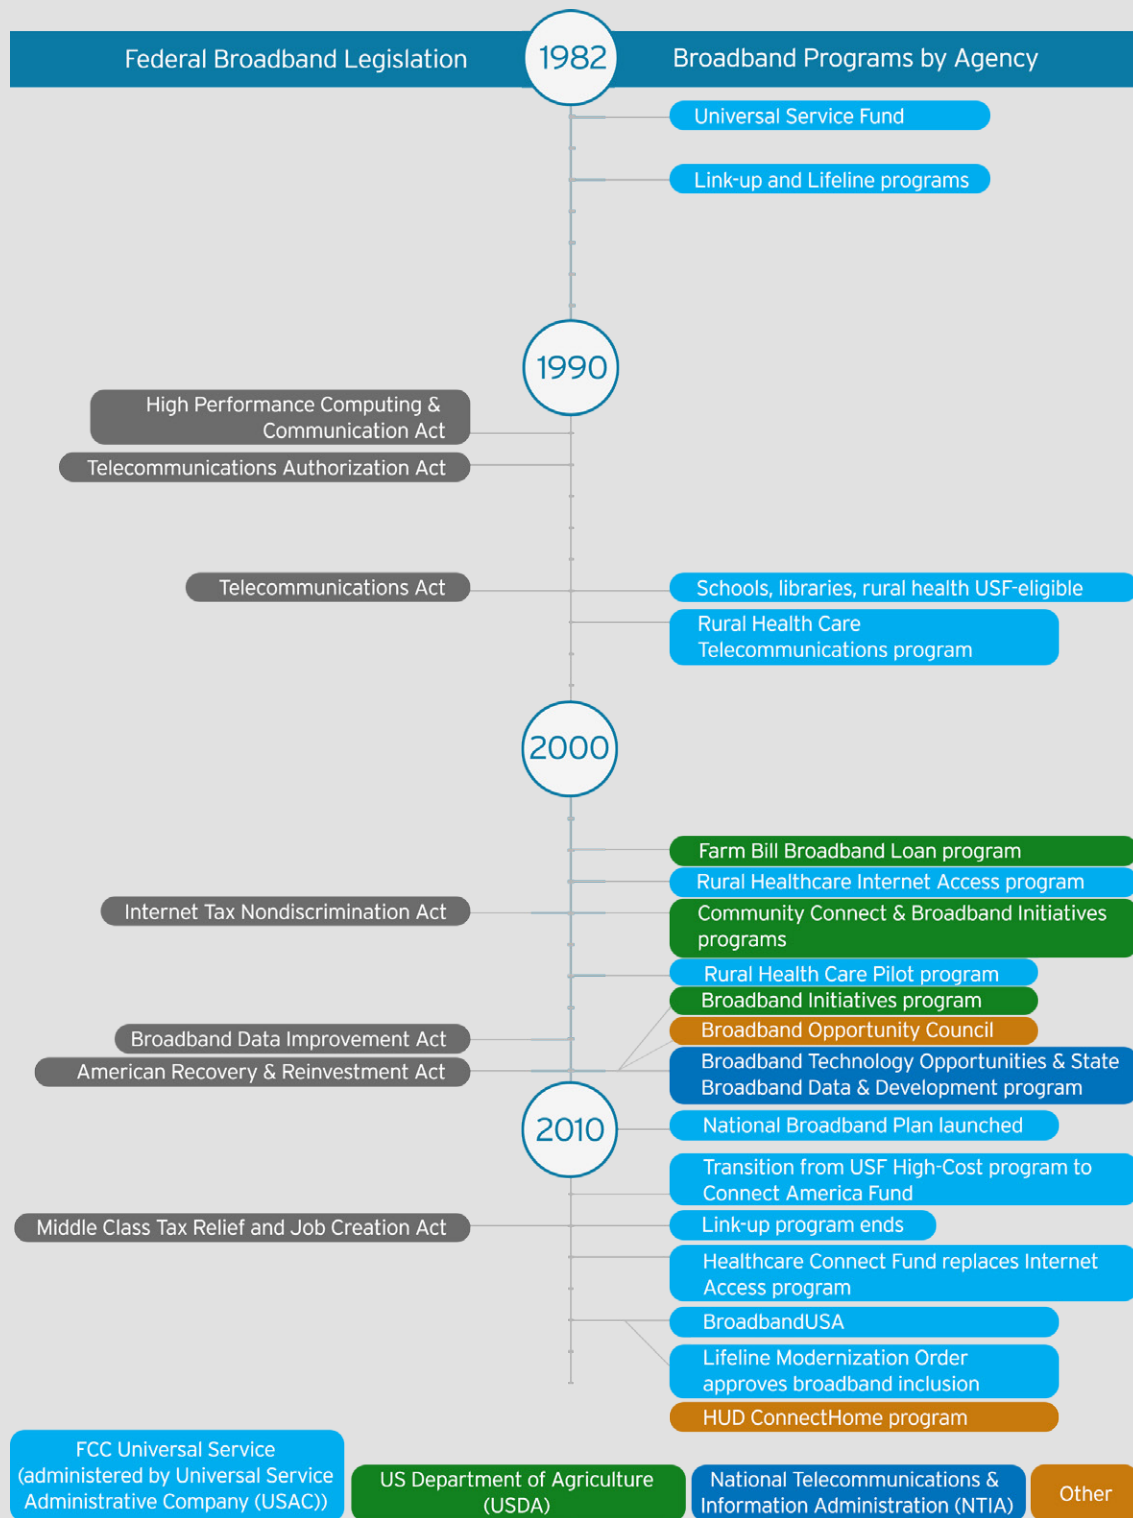 Federal Broadband Legislation
1982
Broadband Programs by Agency
Universal Service Fund
Link-up and Lifeline programs
1990
High Performance Computing &
Communication Act
Telecommunications Authorization Act
Telecommunications Act
Schools, libraries, rural health USF-eligible
Rural Health Care
Telecommunications program
2000
Farm Bill Broadband Loan program
Rural Healthcare Internet Access program
Internet Tax Nondiscrimination Act
Community Connect & Broadband Initiatives
programs
Rural Health Care Pilot program
Broadband Initiatives program
Broadband Data Improvement Act
Broadband Opportunity Council
American Recovery & Reinvestment Act
Broadband Technology Opportunities & State
Broadband Data & Development program
2010
National Broadband Plan launched
Transition from USF High-Cost program to
Connect America Fund
Middle Class Tax Relief and Job Creation Act
Link-up program ends
Healthcare Connect Fund replaces Internet
Access program
BroadbandUSA
Lifeline Modernization Order
approves broadband inclusion
HUD ConnectHome program
FCC Universal Service
(administered by Universal Service
Administrative Company (USAC))
US Department of Agriculture
(USDA)
National Telecommunications &
Information Administration (NTIA)
Other